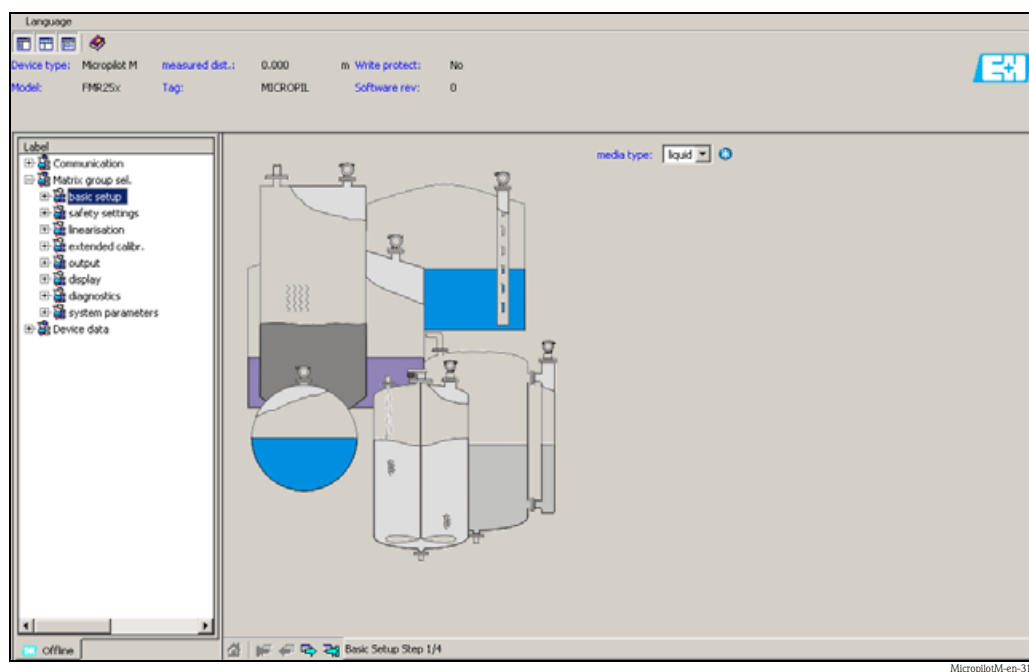 Language
Device type: Micropilot M measured dist.: 0.000 m Write protect: No
Model: FMR25x Tag: MICROPIL Software rev: 0
E+H
Label
Communication
Matrix group sel.
basic setup
safety settings
linearisation
extended calibr.
output
display
diagnostics
system parameters
Device data
media type: liquid
Offline
Basic Setup Step 1/4
MicropilotM-en-31